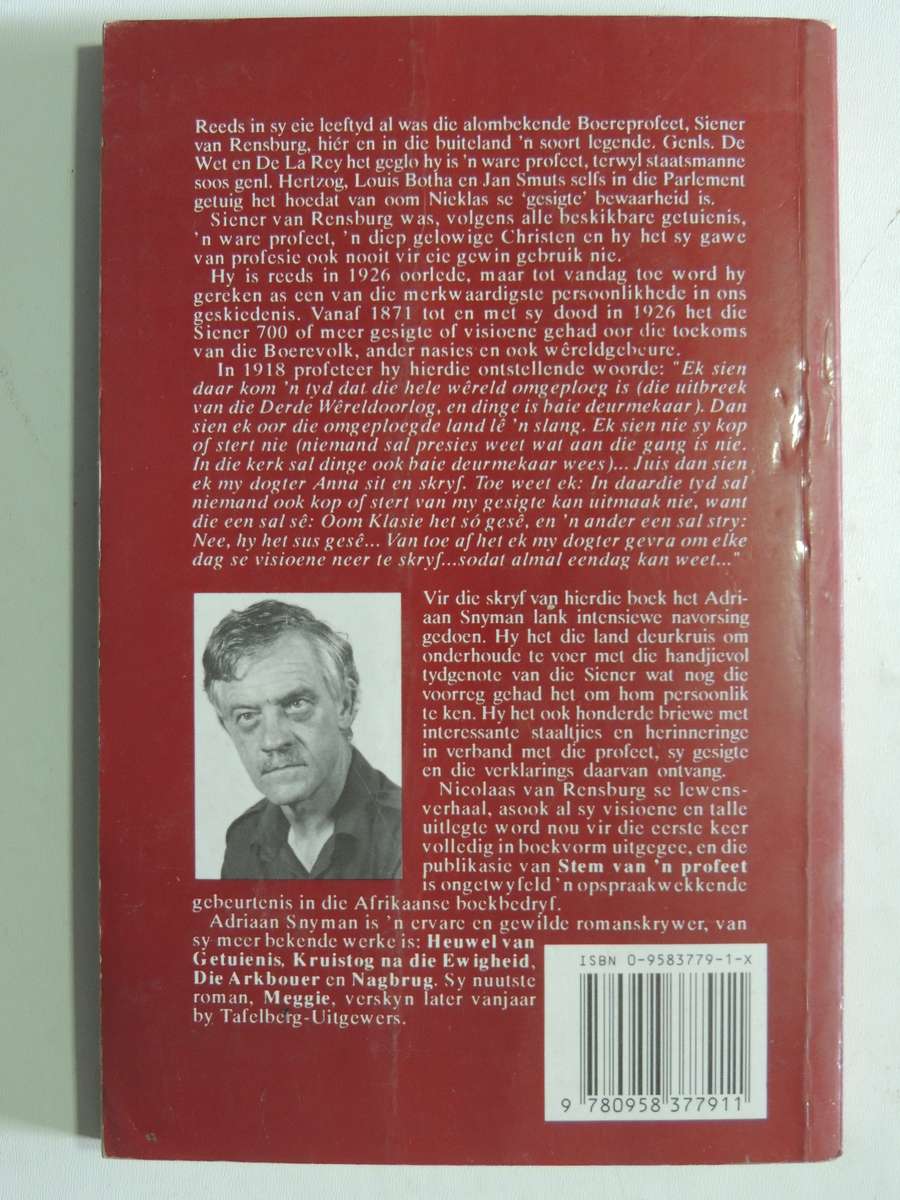 Reeds in sy eie leeftyd al was die alombekende Boereprofeet, Siener
van Rensburg, hiér en in die buiteland 'n soort legende. Genls. De
Wet en De La Rey het geglo hy is 'n ware profeet, terwyl staatsmanne
soos genl. Hertzog, Louis Botha en Jan Smuts selfs in die Parlement
getuig het hoedat van oom Nieklas se 'gesigte' bewaarheid is.
Siener van Rensburg was, volgens alle beskikbare getuienis,
'n ware profeet, 'n diep gelowige Christen en hy het sy gawe
van profesie ook nooit vir eie gewin gebruik nie.
Hy is reeds in 1926 oorlede, maar tot vandag toe word hy
gereken as een van die merkwaardigste persoonlikhede in ons
geskiedenis. Vanaf 1871 tot en met sy dood in 1926 het die
Siener 700 of meer gesigte of visioene gehad oor die toekoms
van die Boerevolk, ander nasies en ook wêreldgebeure.
In 1918 profeteer hy hierdie ontstellende woorde: "Ek sien
daar kom 'n tyd dat die hele wêreld omgeploeg is (die uitbreek
van die Derde Wêreldoorlog, en dinge is baie deurmekaar). Dan
sien ek oor die omgeploegde land lê 'n slang. Ek sien nie sy kop
of stert nie (niemand sal presies weet wat aan die gang is nie.
In die kerk sal dinge ook baie deurmekaar wees)... Juis dan sien
ek my dogter Anna sit en skryf. Toe weet ek: In daardie tyd sal
niemand ook kop of stert van my gesigte kan uitmaak nie, want
die een sal sê: Oom Klasie het só gesê, en 'n ander een sal stry:
Nee, hy het sus gesê... Van toe af het ek my dogter gevra om elke
dag se visioene neer te skryf...sodat almal eendag kan weet..."
Vir die skryf van hierdie boek het Adri-
aan Snyman lank intensiewe navorsing
gedoen. Hy het die land deurkruis om
onderhoude te voer met die handjievol
tydgenote van die Siener wat nog die
voorreg gehad het om hom persoonlik
te ken. Hy het ook honderde briewe met
interessante staaltjies en herinneringe
in verband met die profeet, sy gesigte
en die verklarings daarvan ontvang.
Nicolaas van Rensburg se lewens-
verhaal, asook al sy visioene en talle
uitlegte word nou vir die eerste keer
volledig in boekvorm uitgegee, en die
publikasie van Stem van 'n profeet
is ongetwyfeld 'n opspraakwekkende
gebeurtenis in die Afrikaanse boekbedryf.
Adriaan Snyman is 'n ervare en gewilde romanskrywer, van
sy meer bekende werke is: Heuwel van
Getuienis, Kruistog na die Ewigheid,
Die Arkbouer en Nagbrug. Sy nuutste
roman, Meggie, verskyn later vanjaar
by Tafelberg-Uitgewers.
ISBN 0-9583779-1-X
9 780958 377911